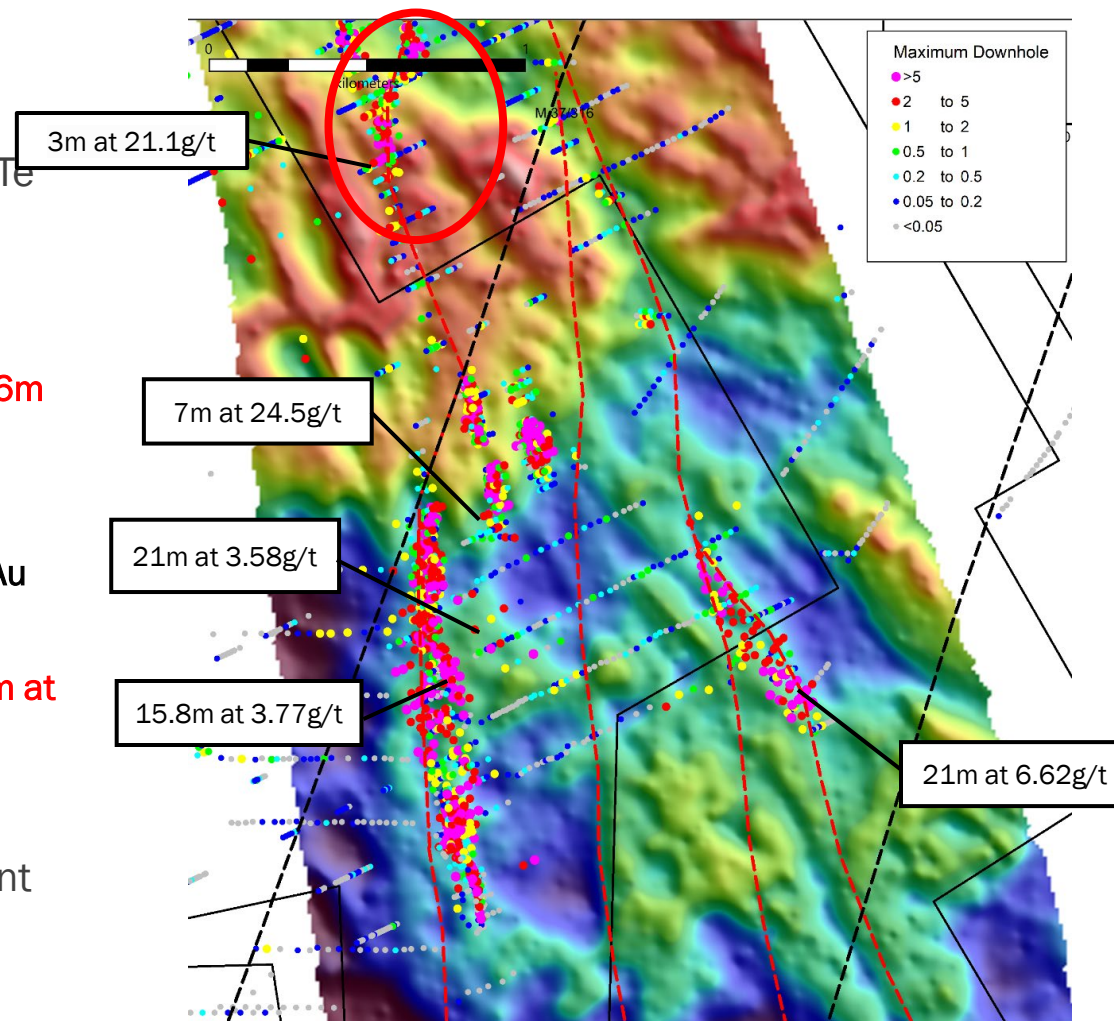 0
1
kilometers
M 37/316
Maximum Downhole
>5
2 to 5
1 to 2
0.5 to 1
0.2 to 0.5
0.05 to 0.2
<0.05
3m at 21.1g/t
Te
6m
7m at 24.5g/t
21m at 3.58g/t
Au
m at
15.8m at 3.77g/t
21m at 6.62g/t
nt